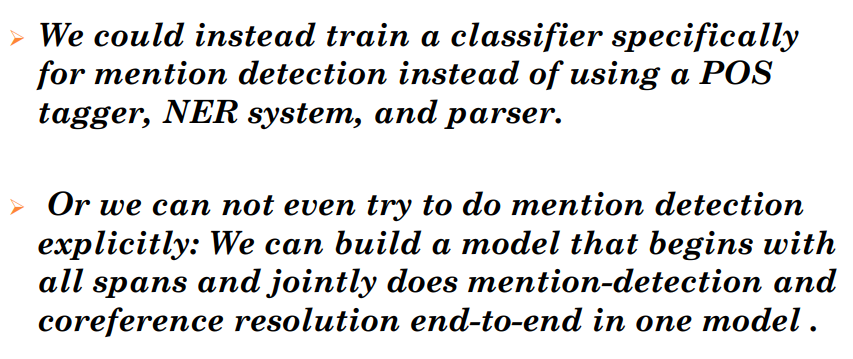 We could instead train a classifier specifically
for mention detection instead of using a POS
tagger, NER system, and parser.
Or we can not even try to do mention detection
explicitly: We can build a model that begins with
all spans and jointly does mention-detection and
coreference resolution end-to-end in one model .